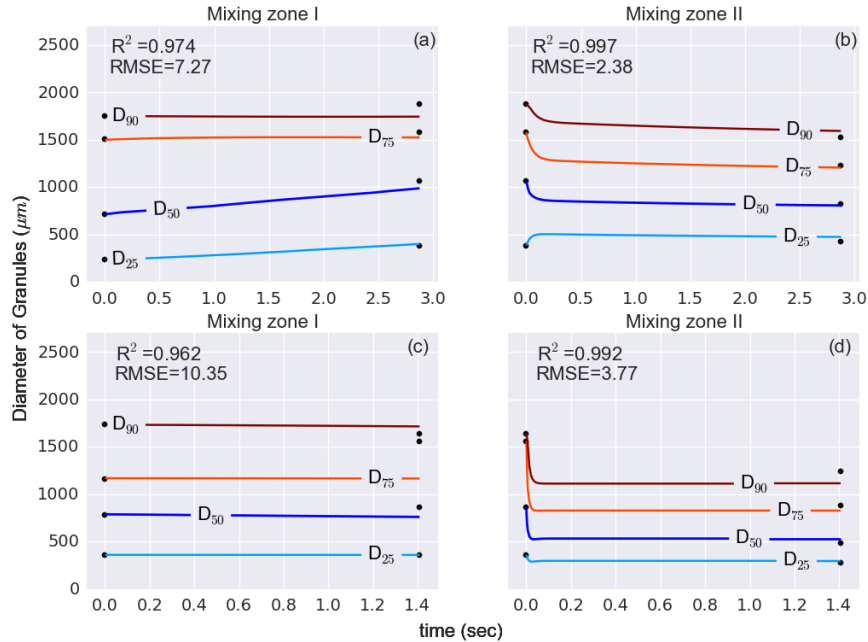 Mixing zone I
Mixing zone II
2500
2000
1500
1000
500
0
R² =0.974
RMSE=7.27
(a)
D₉₀
D₇₅
D₅₀
D₂₅
0.0 0.5 1.0 1.5 2.0 2.5 3.0
R² =0.997
RMSE=2.38
(b)
D₉₀
D₇₅
D₅₀
D₂₅
0.0 0.5 1.0 1.5 2.0 2.5 3.0
Diameter of Granules (μm)
Mixing zone I
Mixing zone II
2500
2000
1500
1000
500
0
R² =0.962
RMSE=10.35
(c)
D₉₀
D₇₅
D₅₀
D₂₅
0.0 0.2 0.4 0.6 0.8 1.0 1.2 1.4
R² =0.992
RMSE=3.77
(d)
D₉₀
D₇₅
D₅₀
D₂₅
0.0 0.2 0.4 0.6 0.8 1.0 1.2 1.4
time (sec)